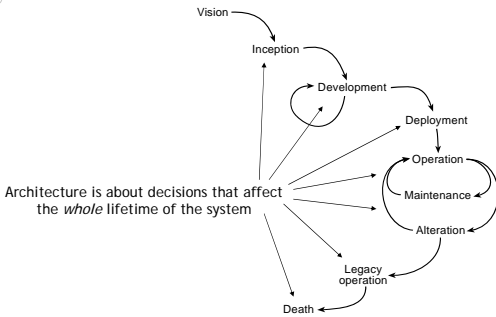 Vision
Inception
Development
Deployment
Operation
Architecture is about decisions that affect
the whole lifetime of the system
Maintenance
Alteration
Legacy
operation
Death